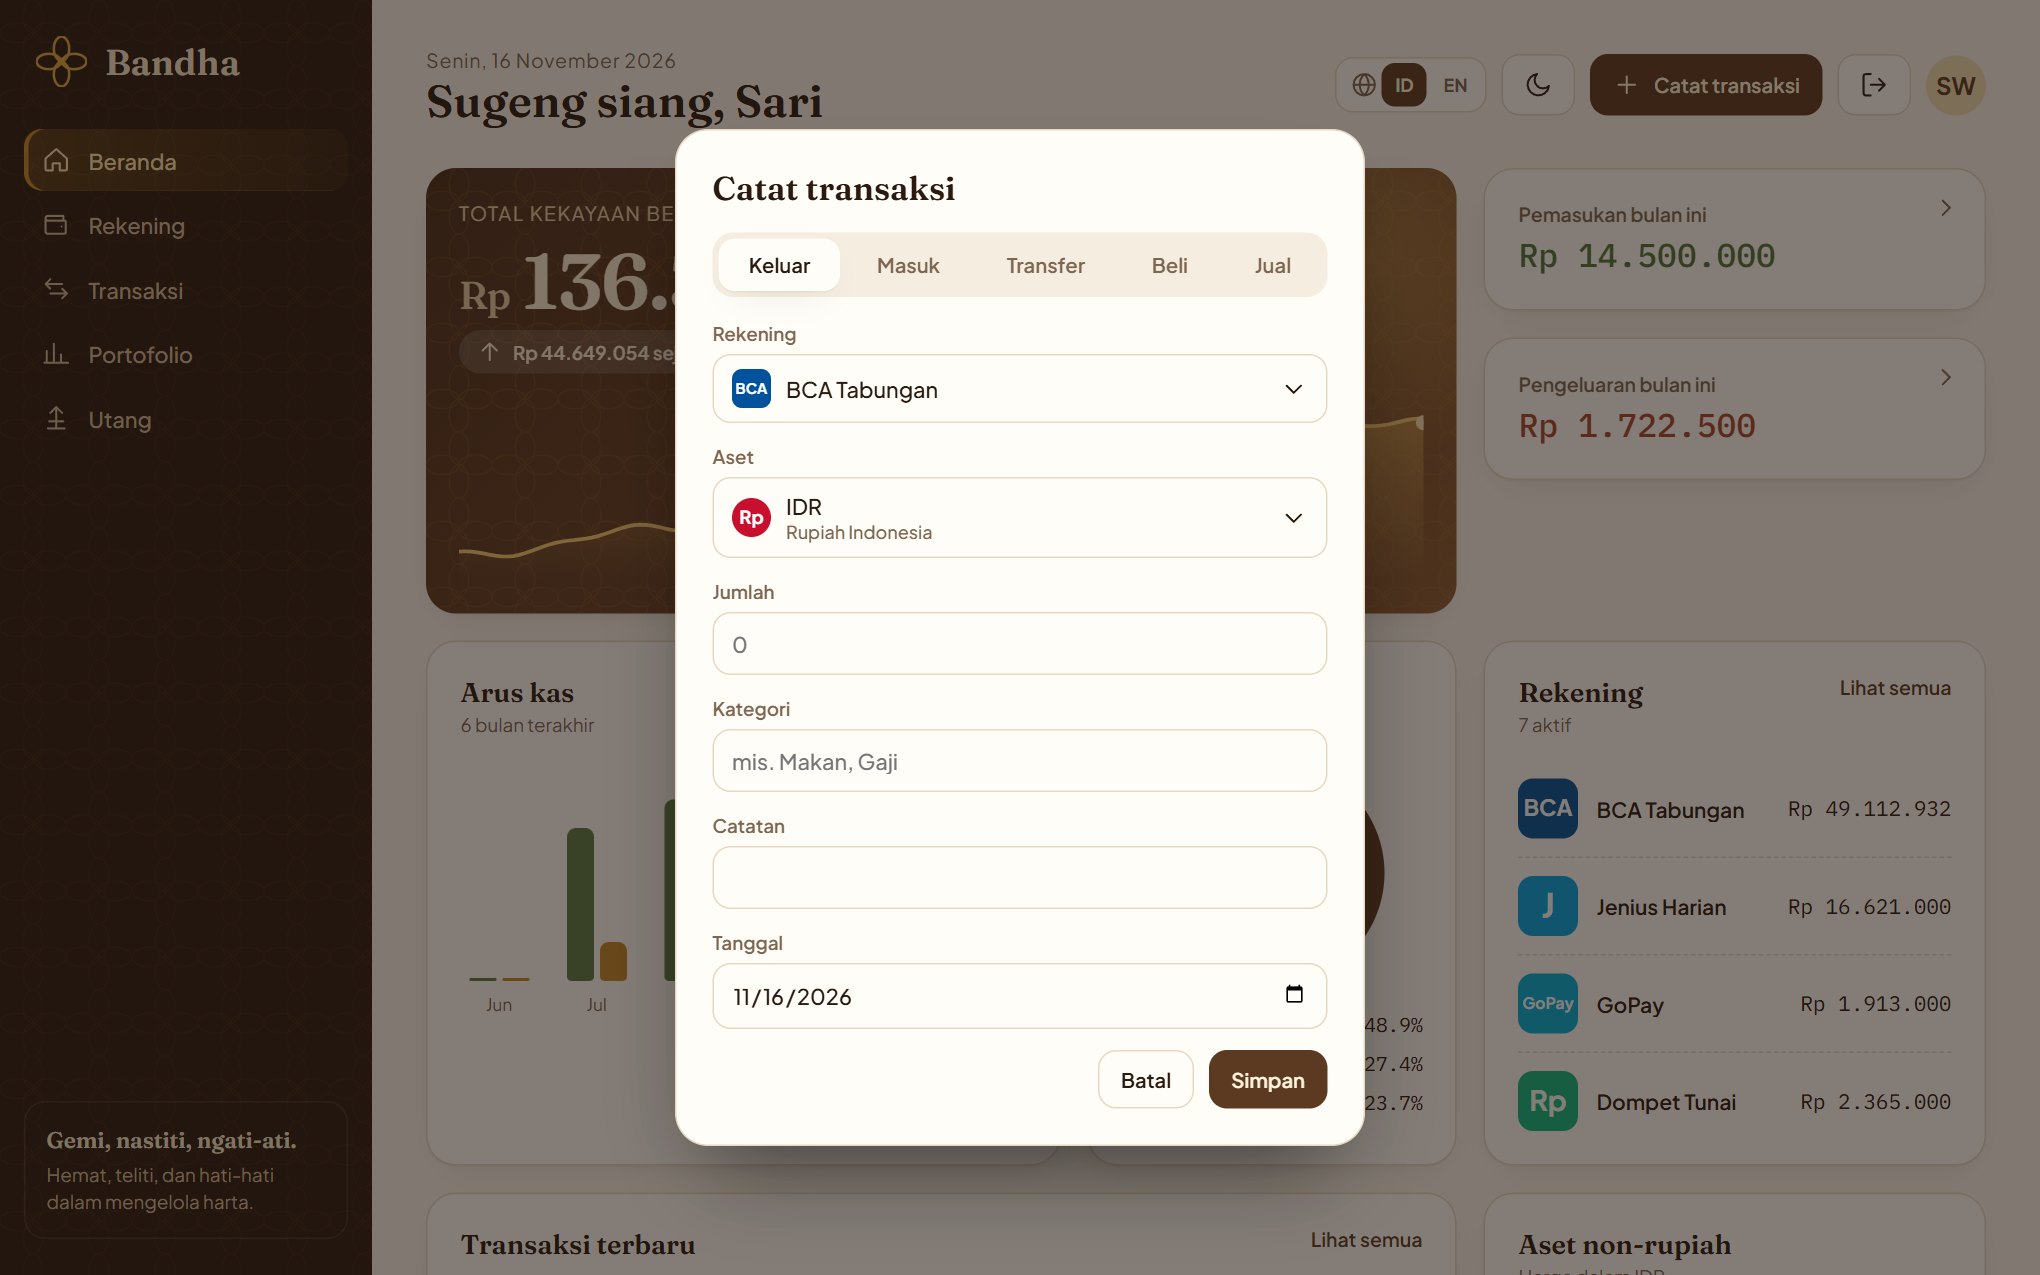 Bandha
Beranda
Rekening
Transaksi
Portofolio
Utang
Gemi, nastiti, ngati-ati.
Hemat, teliti, dan hati-hati
dalam mengelola harta.
Senin, 16 November 2026
Sugeng siang, Sari
ID
EN
Catat transaksi
SW
TOTAL KEKAYAAN
Rp 136.
Rp 44.649.054
Pemasukan bulan ini
Rp 14.500.000
Pengeluaran bulan ini
Rp 1.722.500
Catat transaksi
Keluar
Masuk
Transfer
Beli
Jual
Rekening
BCA
BCA Tabungan
Aset
Rp
IDR
Rupiah Indonesia
Jumlah
0
Kategori
mis. Makan, Gaji
Catatan
Tanggal
11/16/2026
Batal
Simpan
Arus kas
6 bulan terakhir
Jun
Jul
48.9%
27.4%
23.7%
Rekening
Lihat semua
7 aktif
BCA
BCA Tabungan
Rp 49.112.932
J
Jenius Harian
Rp 16.621.000
GoPay
GoPay
Rp 1.913.000
Rp
Dompet Tunai
Rp 2.365.000
Transaksi terbaru
Lihat semua
Aset non-rupiah